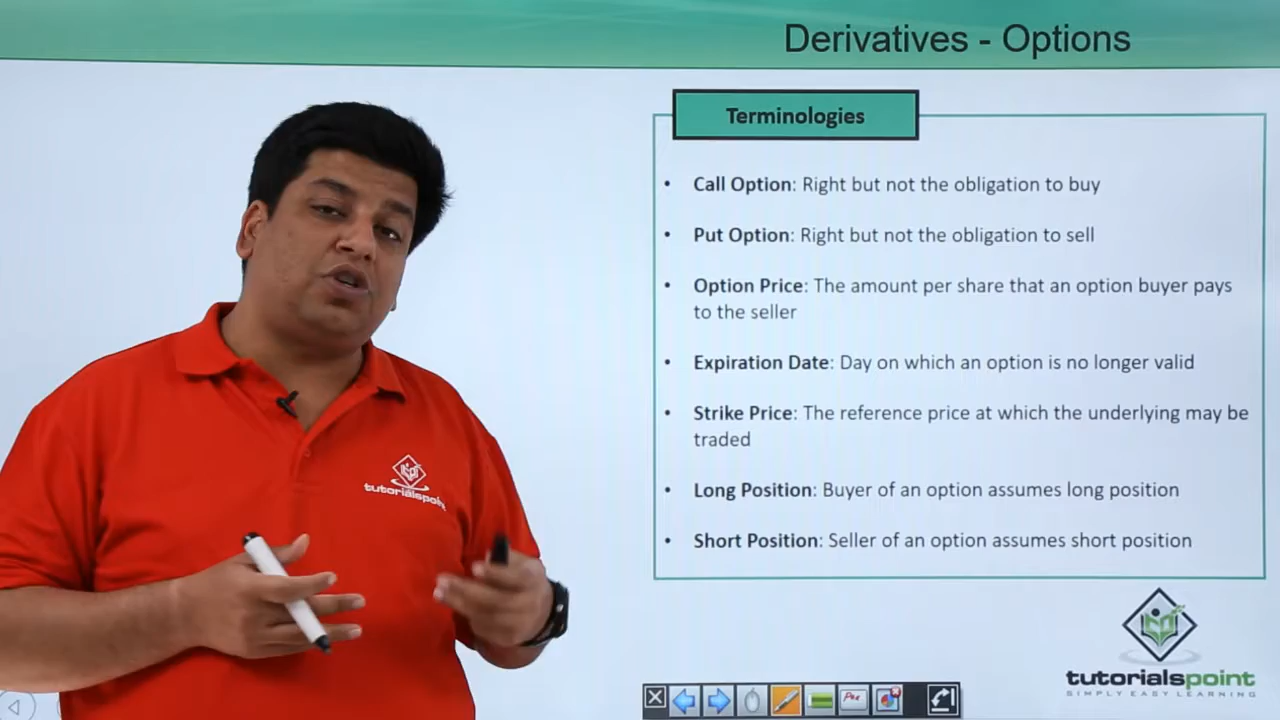 Derivatives - Options
Terminologies
• Call Option: Right but not the obligation to buy
• Put Option: Right but not the obligation to sell
• Option Price: The amount per share that an option buyer pays
to the seller
• Expiration Date: Day on which an option is no longer valid
• Strike Price: The reference price at which the underlying may be
traded
• Long Position: Buyer of an option assumes long position
• Short Position: Seller of an option assumes short position
tutorialspoint
tutorialspoint
SIMPLY EASY LEARNING
Pen